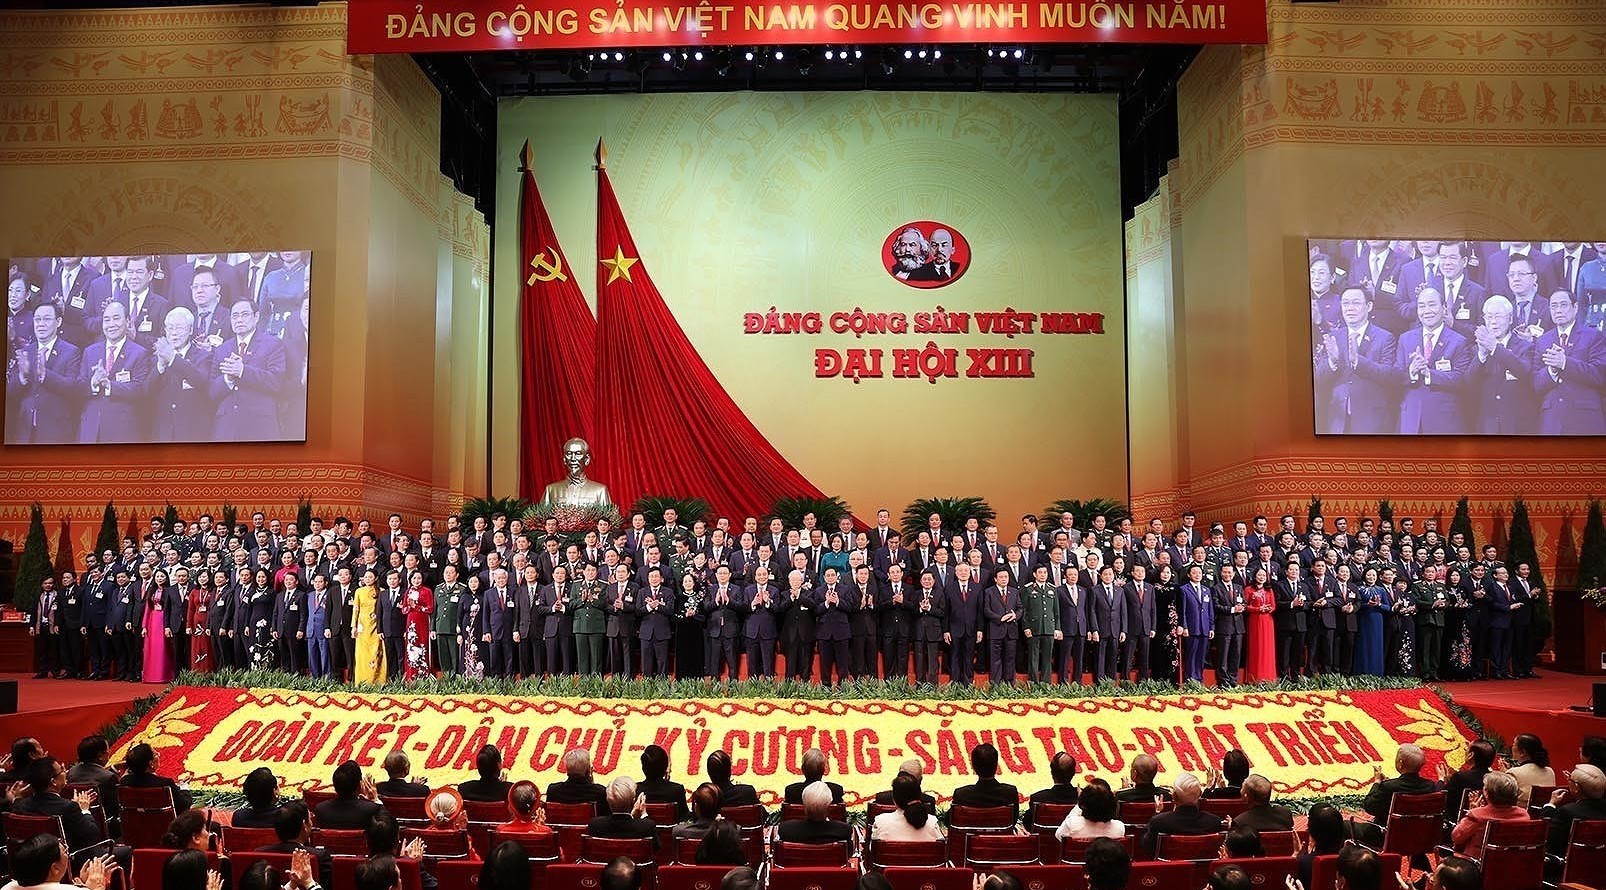 ĐẢNG CỘNG SẢN VIỆT NAM QUANG VINH MUÔN NĂM!
ĐẢNG CỘNG SẢN VIỆT NAM
ĐẠI HỘI XIII
ĐOÀN KẾT - DÂN CHỦ - KỶ CƯƠNG - SÁNG TẠO - PHÁT TRIỂN